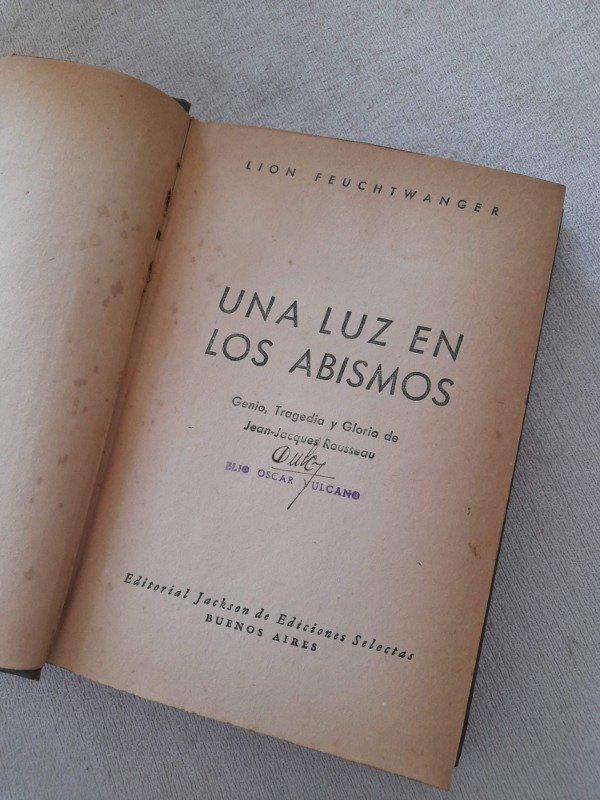 LION FEUCHTWANGER
UNA LUZ EN
LOS ABISMOS
Genio, Tragedia y Gloria de
Jean-Jacques Rousseau
ELIO OSCAR VULCANO
Editorial Jackson de Ediciones Selectas
BUENOS AIRES